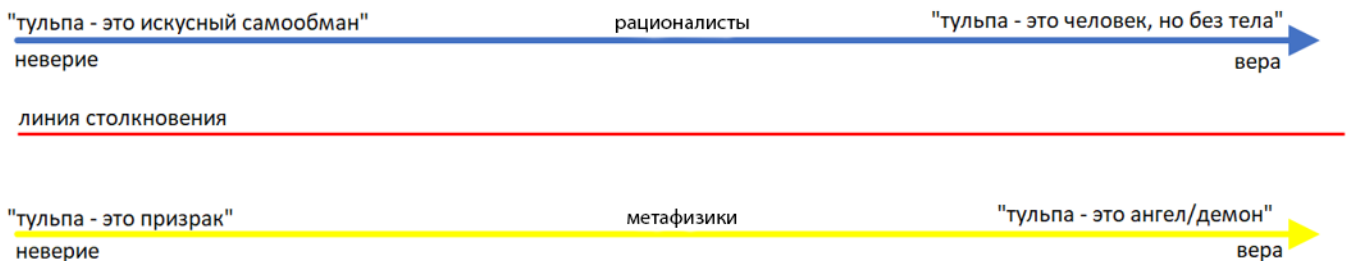 "тульпа - это искусный самообман" рационалисты "тульпа - это человек, но без тела"
неверие вера
линия столкновения
"тульпа - это призрак" метафизики "тульпа - это ангел/демон"
неверие вера